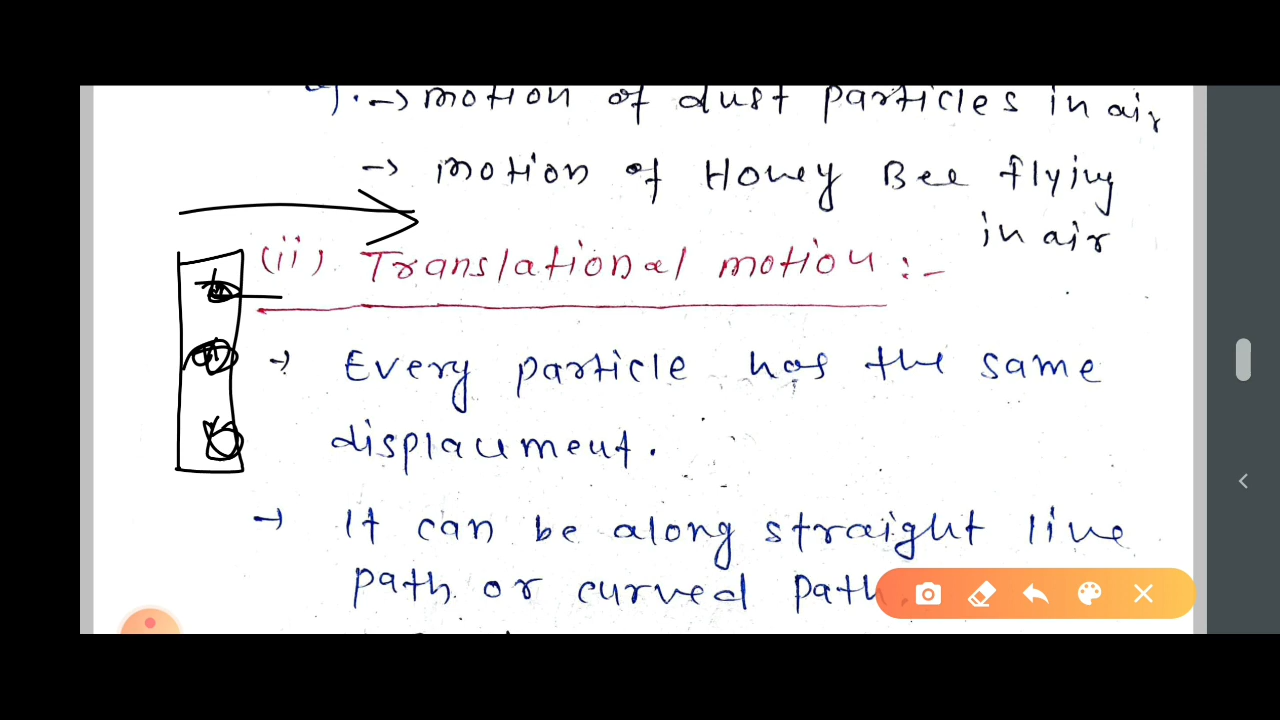 → motion of dust particles in air
→ motion of Honey Bee flying
in air
(ii) Translational motion :-
→ Every particle has the same
displacement.
→ It can be along straight line
path or curved path